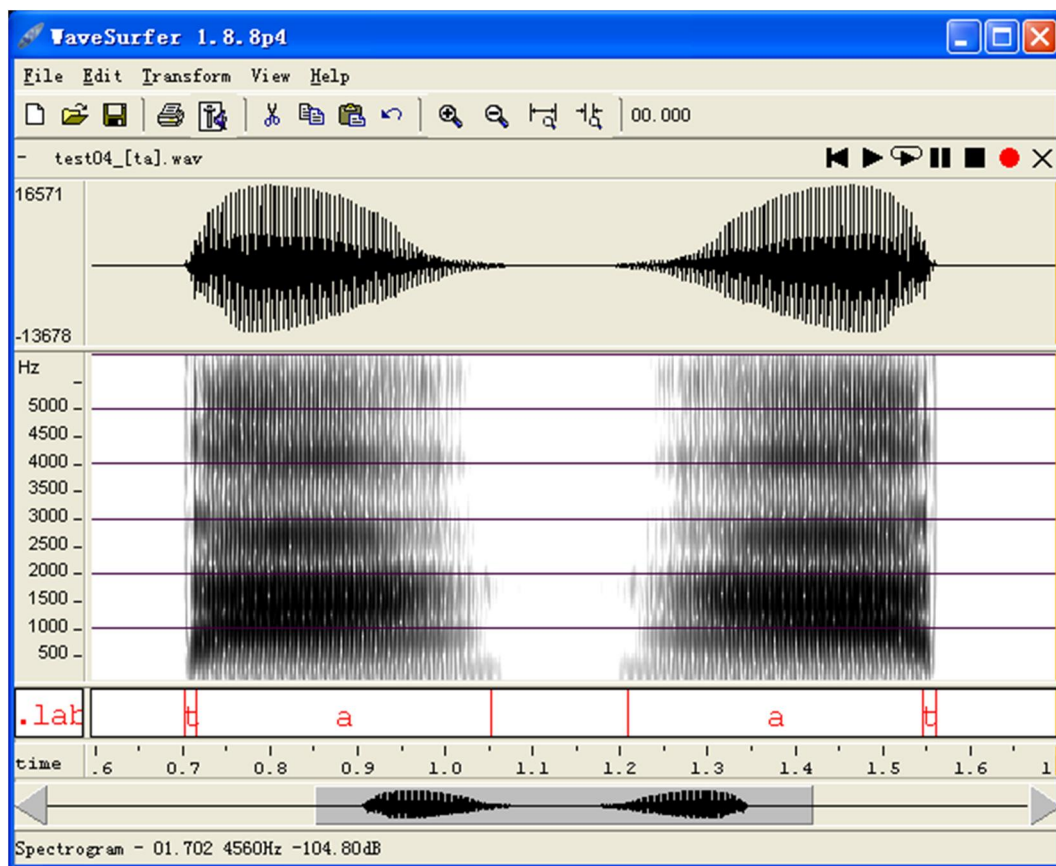 WaveSurfer 1.8.8p4
File Edit Transform View Help
00.000
- test04_[ta].wav
16571
-13678
Hz
5000
4500
4000
3500
3000
2500
2000
1500
1000
500
.lab t a a t
time .6 0.7 0.8 0.9 1.0 1.1 1.2 1.3 1.4 1.5 1.6 1
Spectrogram - 01.702 4560Hz -104.80dB